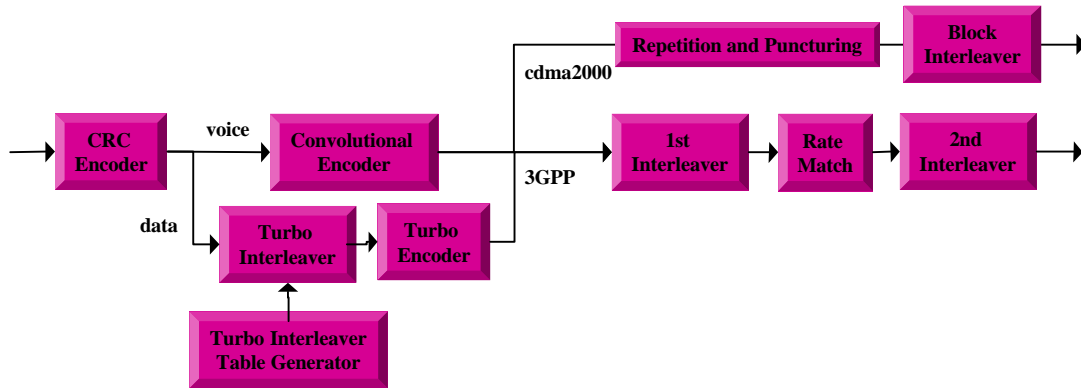 Repetition and Puncturing
Block
Interleaver
cdma2000
CRC
Encoder
voice
Convolutional
Encoder
1st
Interleaver
Rate
Match
2nd
Interleaver
3GPP
data
Turbo
Interleaver
Turbo
Encoder
Turbo Interleaver
Table Generator